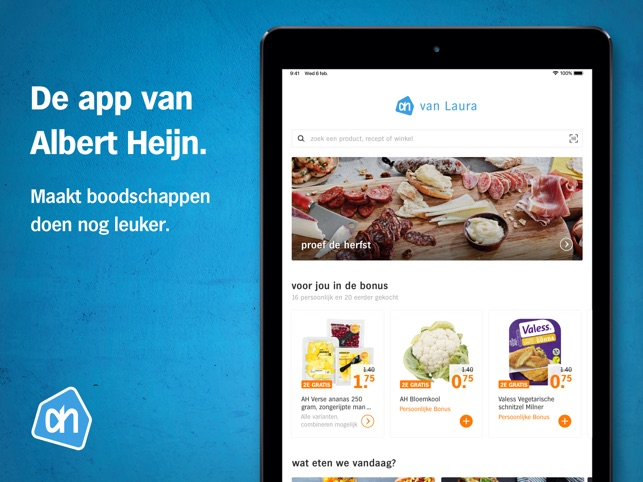 De app van
Albert Heijn.
Maakt boodschappen
doen nog leuker.
9:41 Wed 6 feb.
100%
van Laura
zoek een product, recept of winkel
proef de herfst
voor jou in de bonus
16 persoonlijk en 20 eerder gekocht
2E GRATIS
1.40
1.75
AH Verse ananas 250
gram, zongerijpte man ...
Alle varianten,
combineren mogelijk
2E GRATIS
1.40
0.75
AH Bloemkool
Persoonlijke Bonus
Valess.
2E GRATIS
1.40
0.75
Valess Vegetarische
schnitzel Milner
Persoonlijke Bonus
wat eten we vandaag?
ah